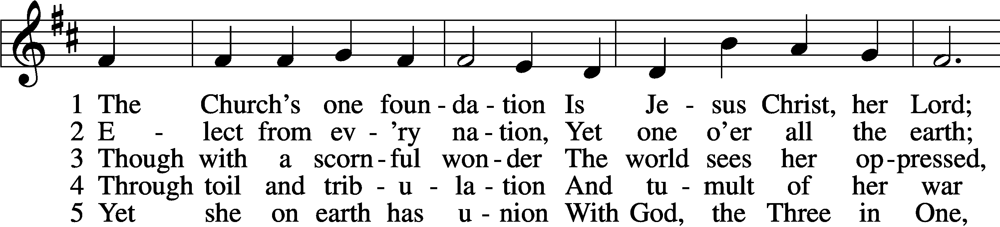 1 The Church's one foun - da - tion Is Je - sus Christ, her Lord;
2 E - lect from ev - 'ry na - tion, Yet one o'er all the earth;
3 Though with a scorn - ful won - der The world sees her op - pressed,
4 Through toil and trib - u - la - tion And tu - mult of her war
5 Yet she on earth has u - nion With God, the Three in One,